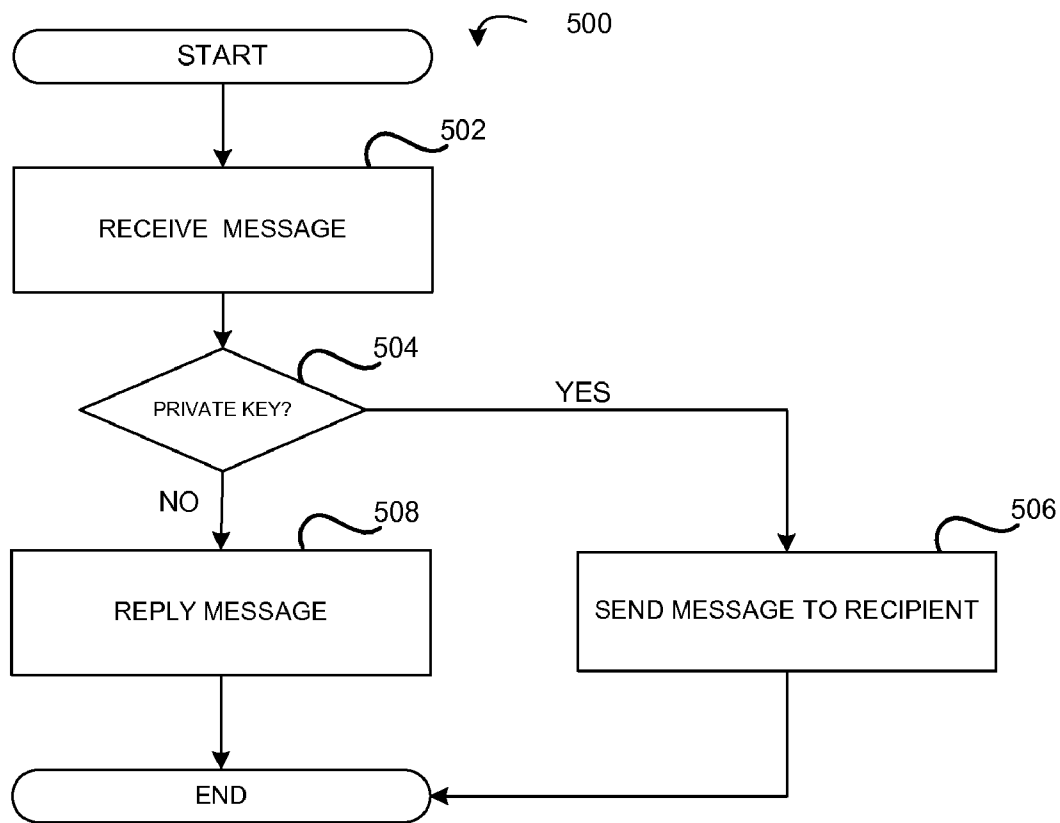 START
500
502
RECEIVE MESSAGE
504
PRIVATE KEY?
YES
NO
508
506
REPLY MESSAGE
SEND MESSAGE TO RECIPIENT
END